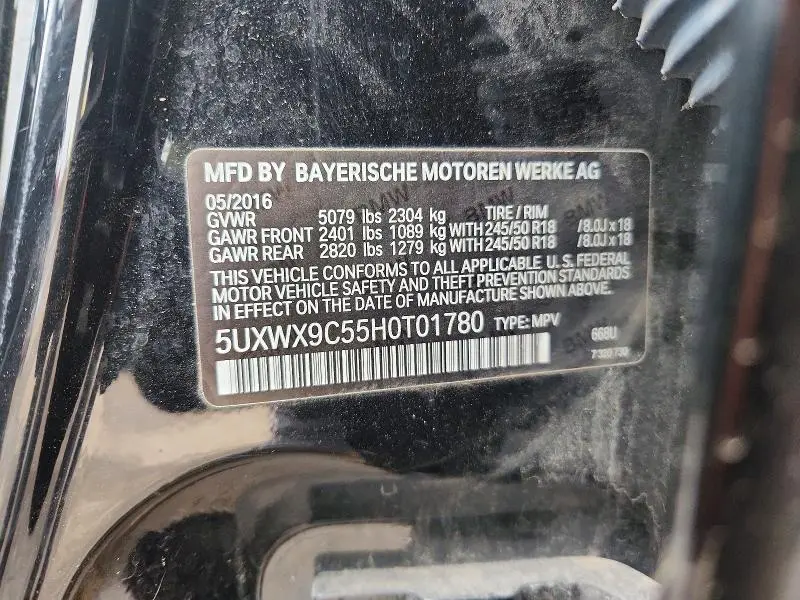 MFD BY BAYERISCHE MOTOREN WERKE AG
05/2016
GVWR 5079 lbs 2304 kg TIRE / RIM
GAWR FRONT 2401 lbs 1089 kg WITH 245/50 R18 / 8.0J x 18
GAWR REAR 2820 lbs 1279 kg WITH 245/50 R18 / 8.0J x 18
THIS VEHICLE CONFORMS TO ALL APPLICABLE U.S. FEDERAL
MOTOR VEHICLE SAFETY AND THEFT PREVENTION STANDARDS
IN EFFECT ON THE DATE OF MANUFACTURE SHOWN ABOVE.
5UXWX9C55H0T01780 TYPE: MPV 668U